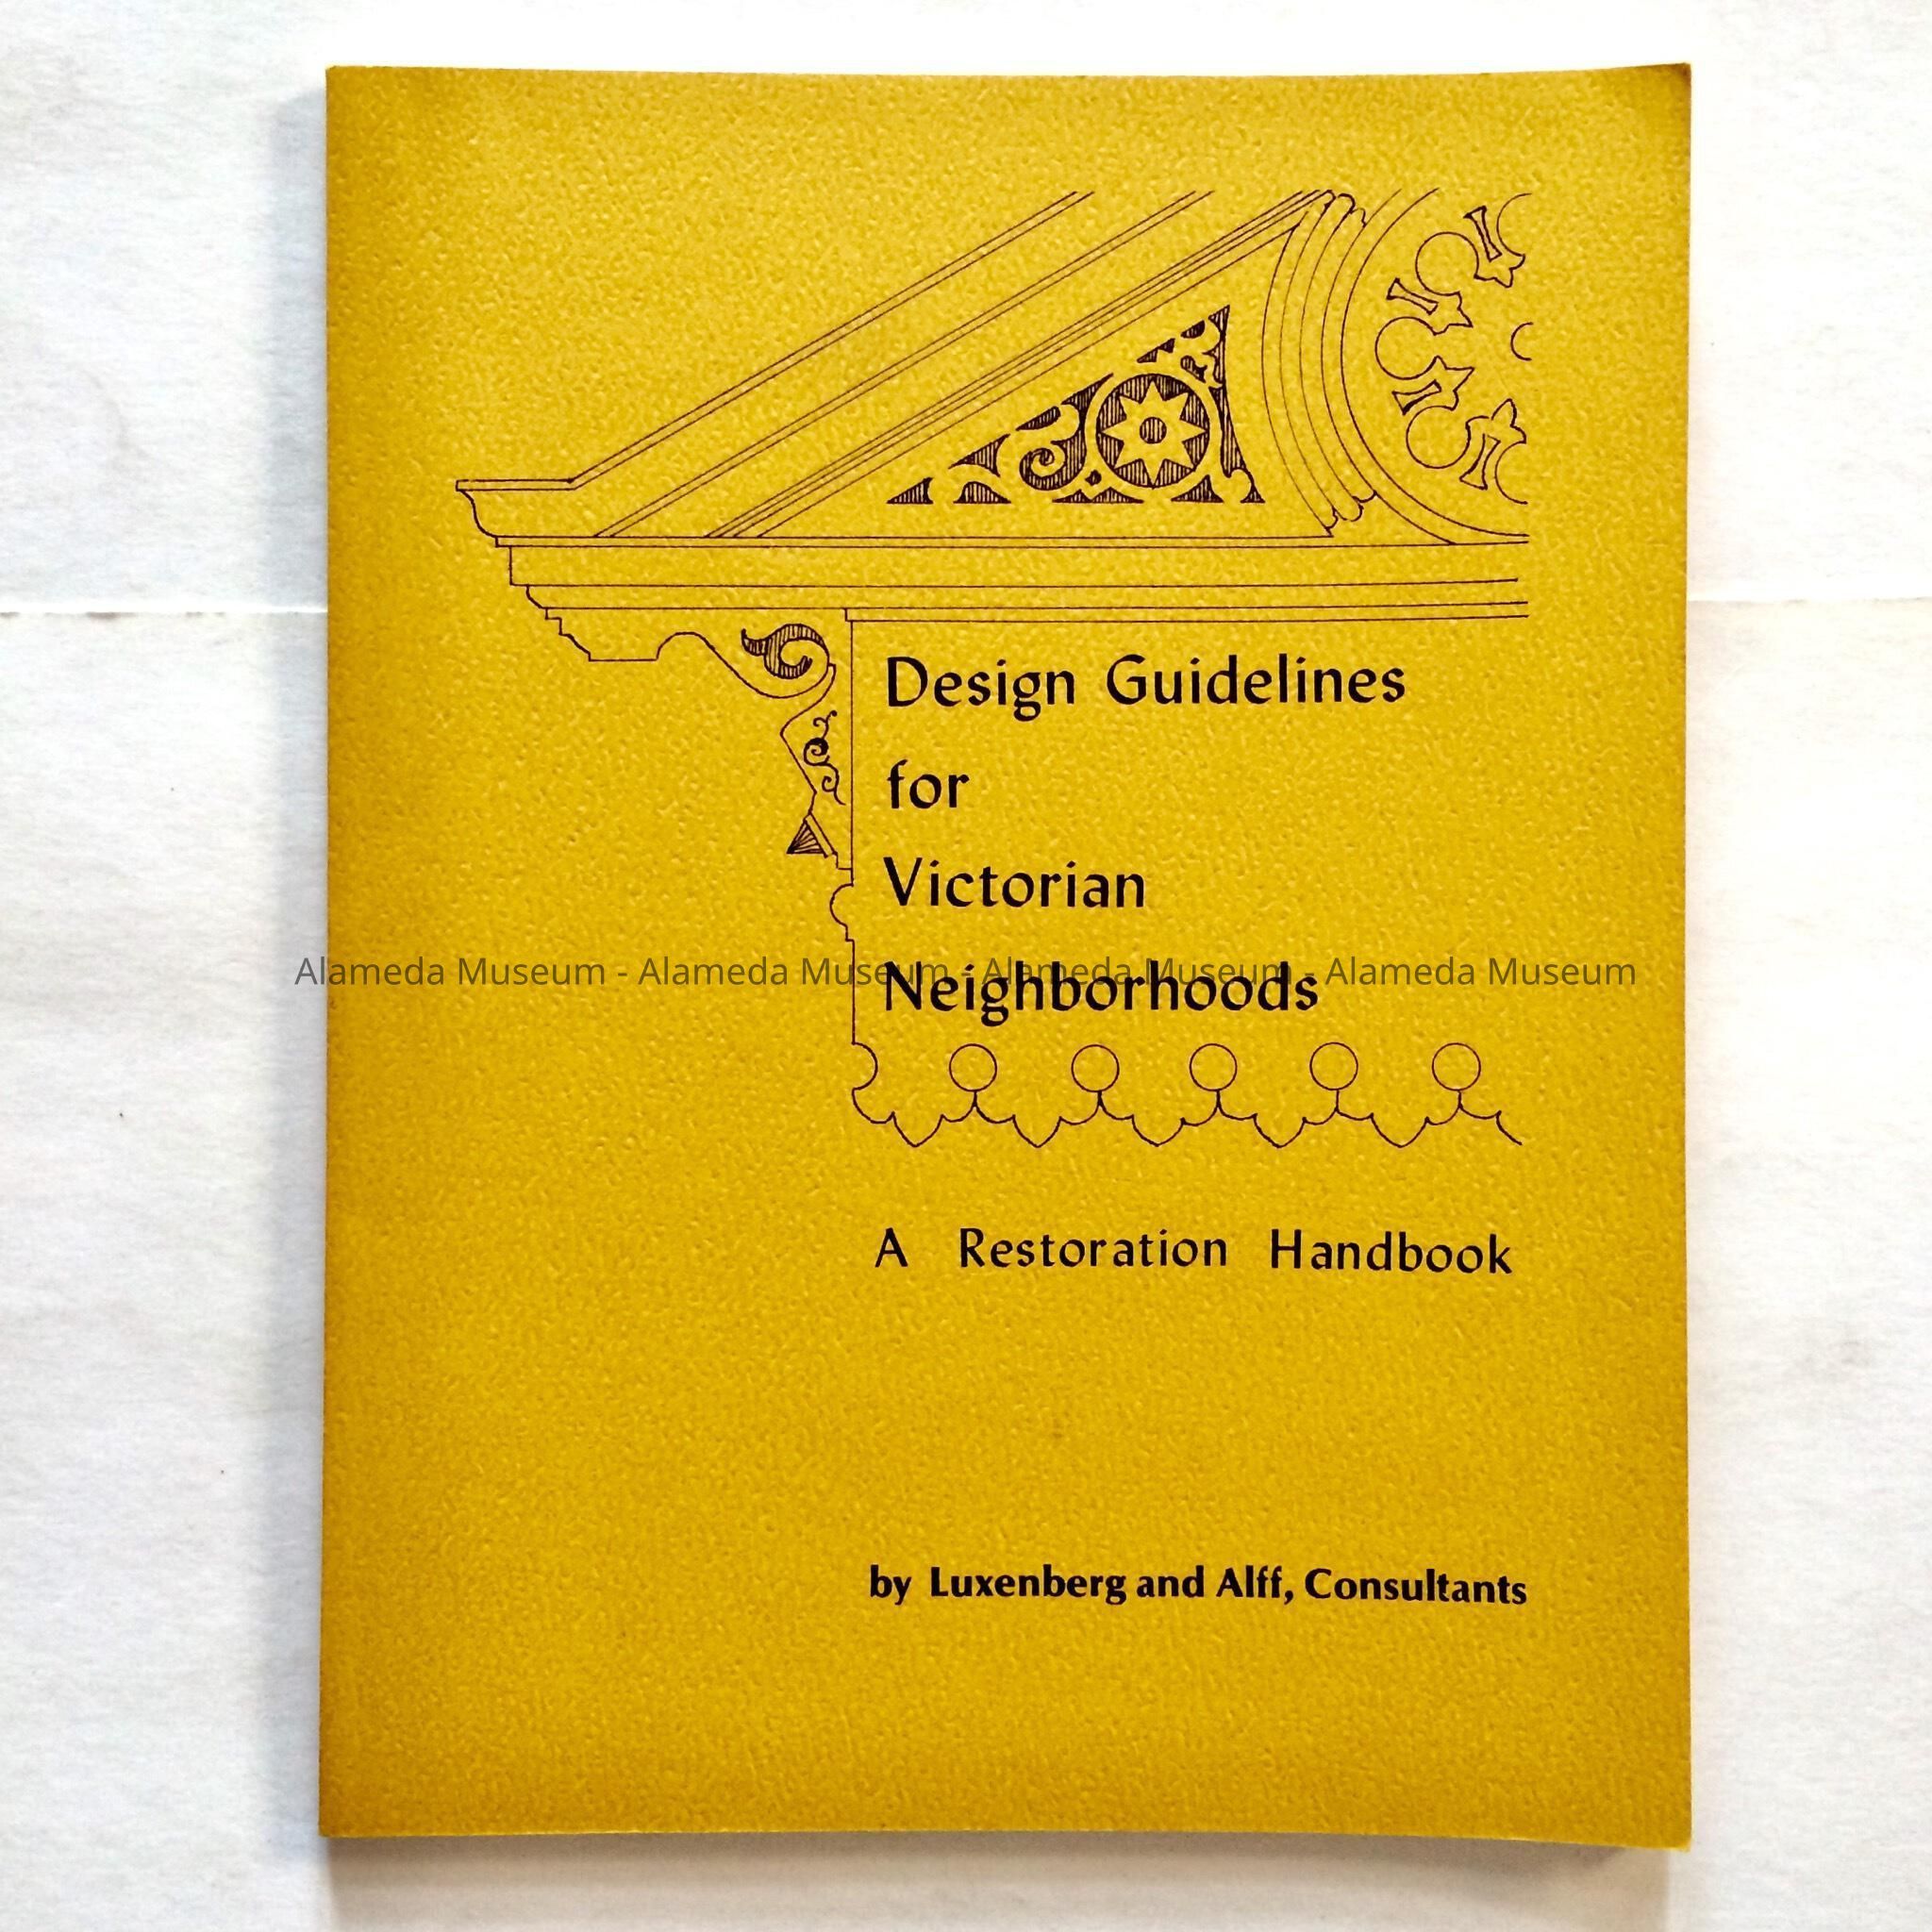 Design Guidelines
for
Victorian
Alameda Museum - Alameda Museum - Alameda Museum - Alameda Museum
Neighborhoods
A Restoration Handbook
by Luxenberg and Alff, Consultants